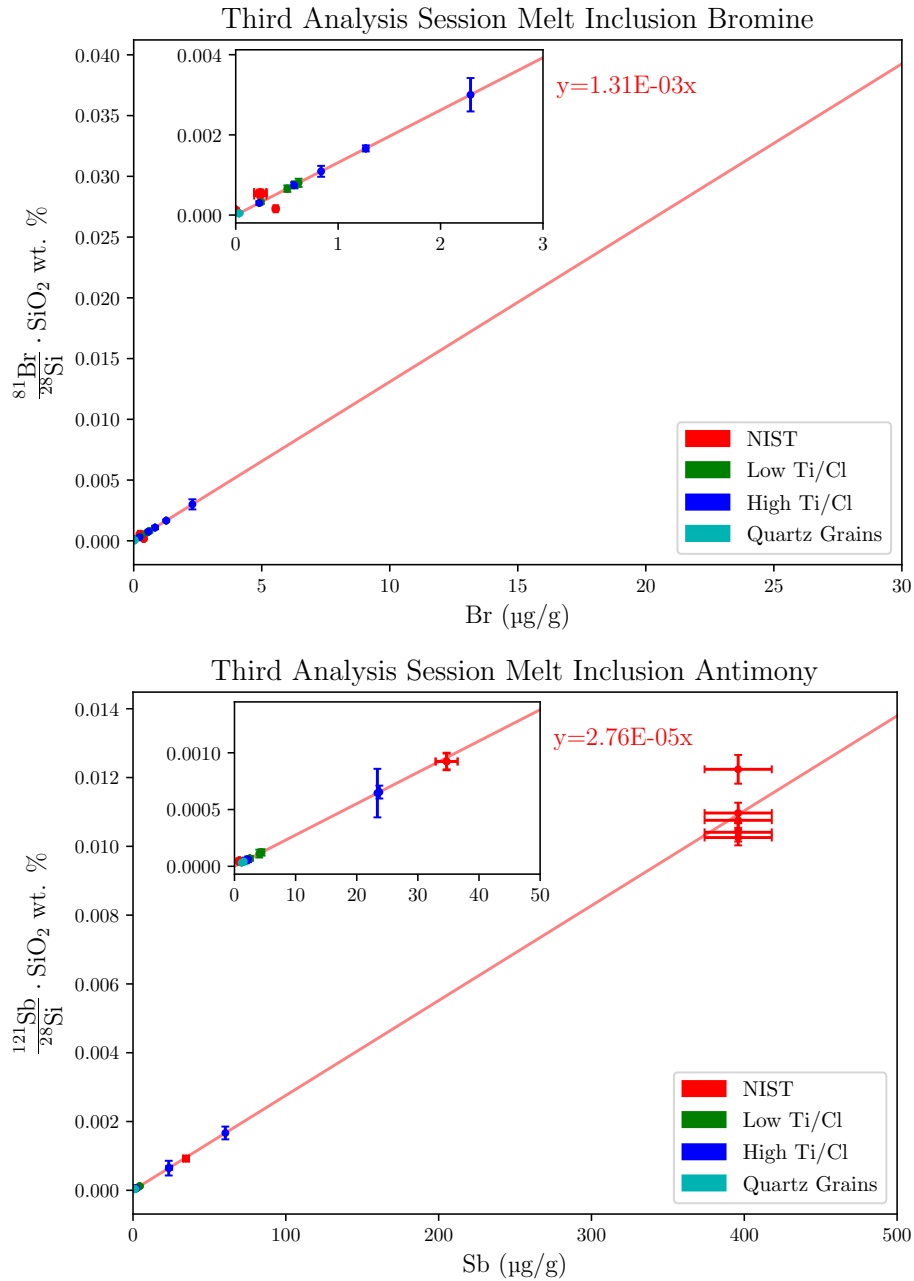 Third Analysis Session Melt Inclusion Bromine
0.040
0.035
0.030
0.025
0.020
0.015
0.010
0.005
0.000
81Br/28Si · SiO2 wt. %
0.004
0.002
0.000
0 1 2 3
y=1.31E-03x
NIST
Low Ti/Cl
High Ti/Cl
Quartz Grains
0 5 10 15 20 25 30
Br (µg/g)
Third Analysis Session Melt Inclusion Antimony
0.014
0.012
0.010
0.008
0.006
0.004
0.002
0.000
121Sb/28Si · SiO2 wt. %
0.0010
0.0005
0.0000
0 10 20 30 40 50
y=2.76E-05x
NIST
Low Ti/Cl
High Ti/Cl
Quartz Grains
0 100 200 300 400 500
Sb (µg/g)